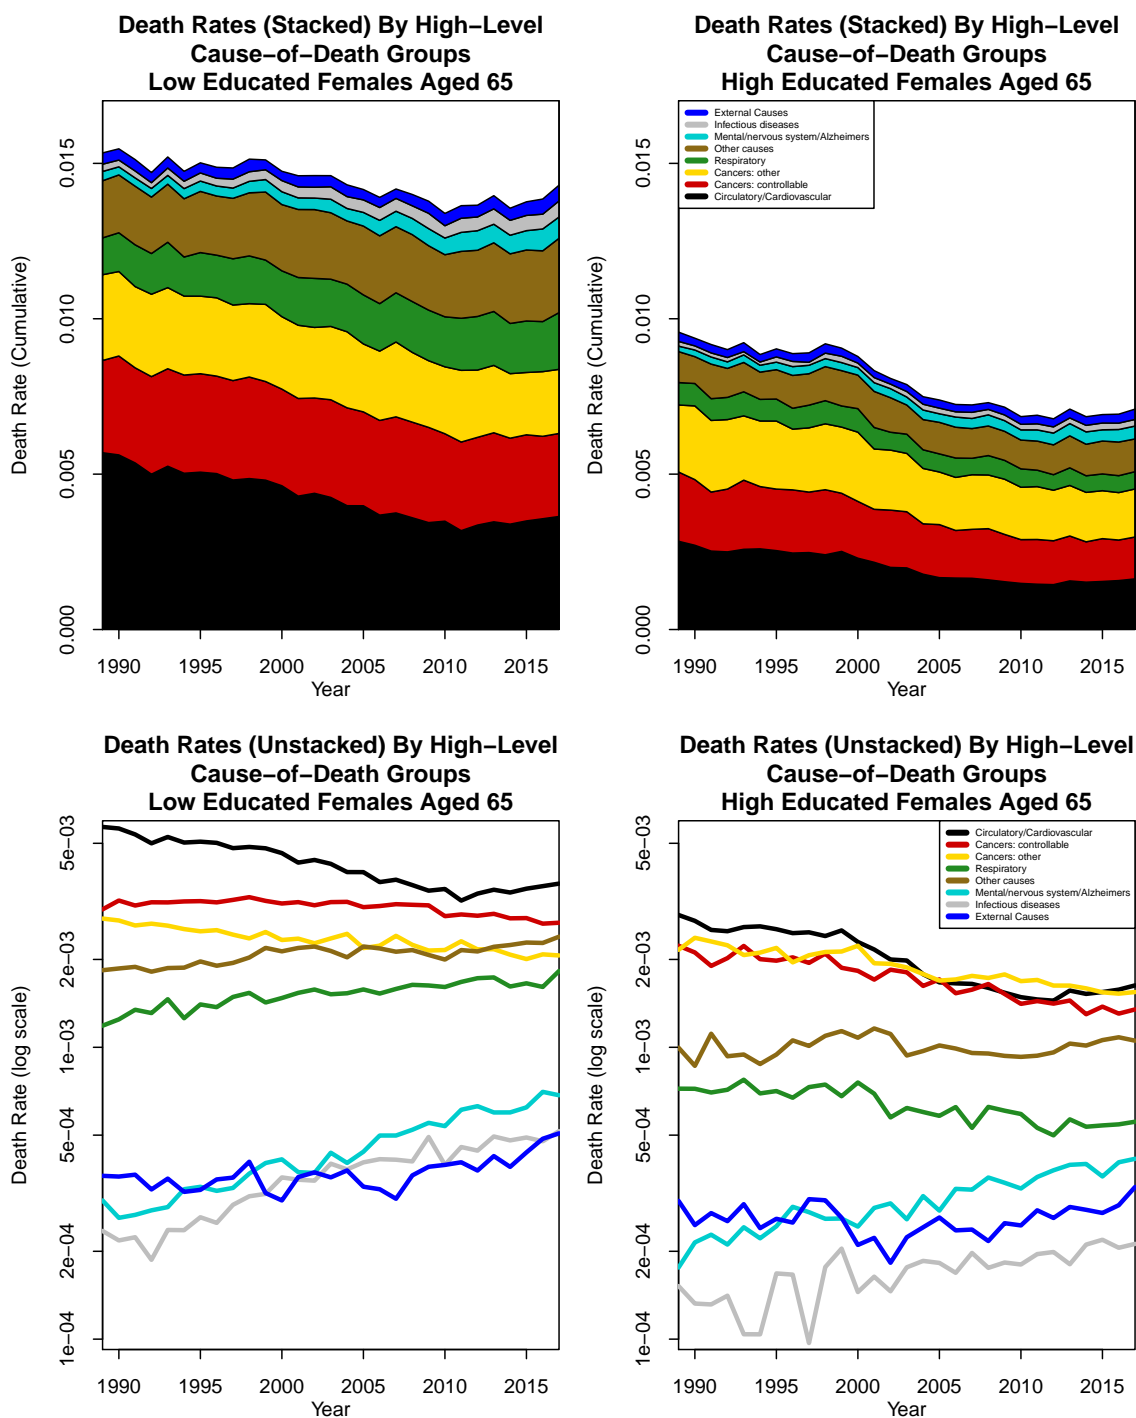 Death Rates (Stacked) By High−Level
Cause−of−Death Groups
Low Educated Females Aged 65
Death Rate (Cumulative)
0.015
0.010
0.005
0.000
1990 1995 2000 2005 2010 2015
Year
Death Rates (Stacked) By High−Level
Cause−of−Death Groups
High Educated Females Aged 65
External Causes
Infectious diseases
Mental/nervous system/Alzheimers
Other causes
Respiratory
Cancers: other
Cancers: controllable
Circulatory/Cardiovascular
Death Rate (Cumulative)
0.015
0.010
0.005
0.000
1990 1995 2000 2005 2010 2015
Year
Death Rates (Unstacked) By High−Level
Cause−of−Death Groups
Low Educated Females Aged 65
Death Rate (log scale)
5e−03
2e−03
1e−03
5e−04
2e−04
1e−04
1990 1995 2000 2005 2010 2015
Year
Death Rates (Unstacked) By High−Level
Cause−of−Death Groups
High Educated Females Aged 65
Circulatory/Cardiovascular
Cancers: controllable
Cancers: other
Respiratory
Other causes
Mental/nervous system/Alzheimers
Infectious diseases
External Causes
Death Rate (log scale)
5e−03
2e−03
1e−03
5e−04
2e−04
1e−04
1990 1995 2000 2005 2010 2015
Year